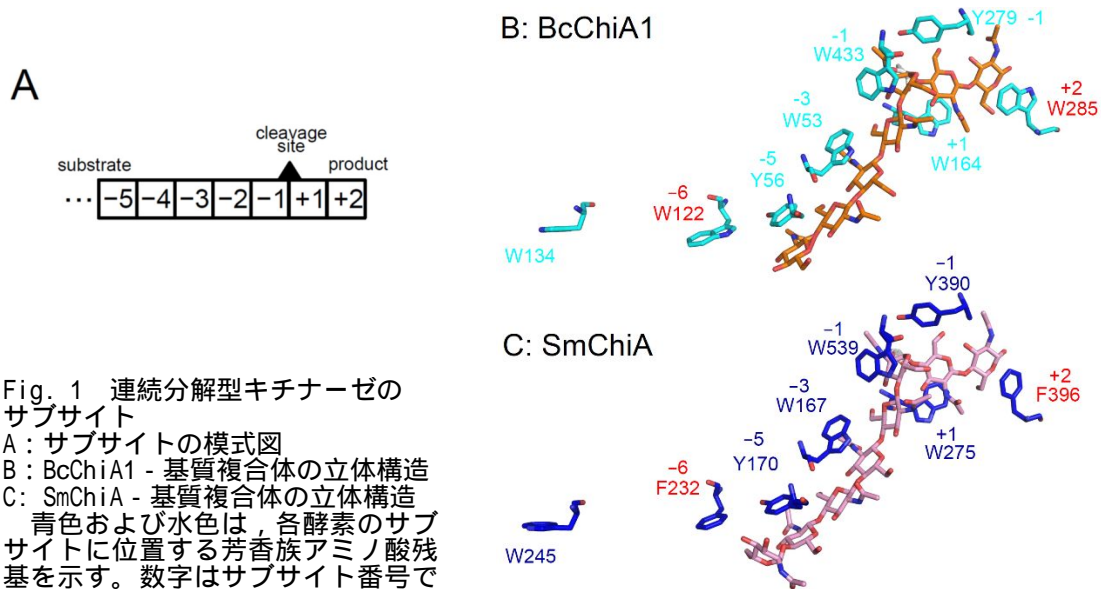 A
substrate
cleavage
site
product
… −5 −4 −3 −2 −1 +1 +2
B: BcChiA1
Y279 -1
-1
W433
+2
W285
-3
W53
+1
W164
-5
Y56
-6
W122
W134
C: SmChiA
−1
Y390
−1
W539
+2
F396
−3
W167
+1
W275
−5
Y170
−6
F232
W245
Fig. 1 連続分解型キチナーゼの
サブサイト
A:サブサイトの模式図
B:BcChiA1‐基質複合体の立体構造
C: SmChiA‐基質複合体の立体構造
青色および水色は,各酵素のサブ
サイトに位置する芳香族アミノ酸残
基を示す。数字はサブサイト番号で